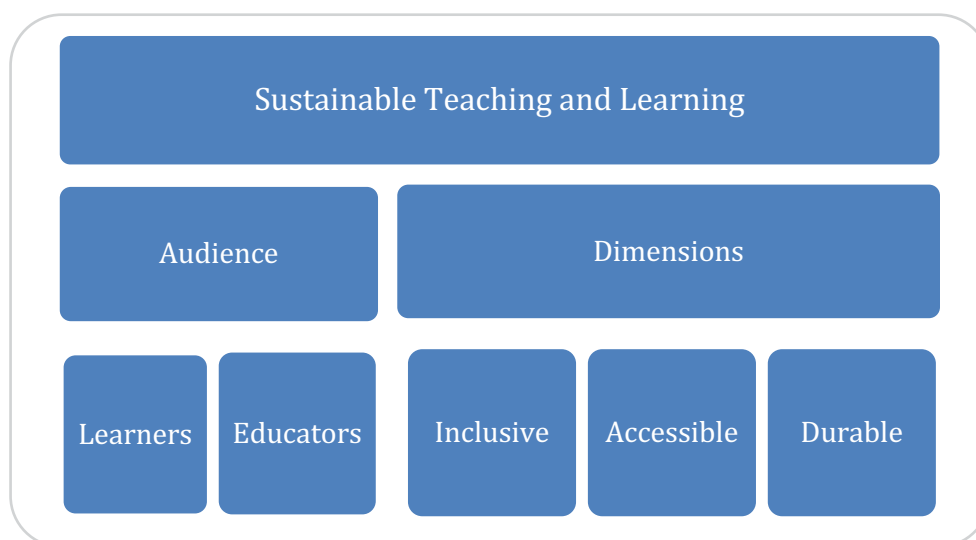 Sustainable Teaching and Learning
Audience
Dimensions
Learners
Educators
Inclusive
Accessible
Durable